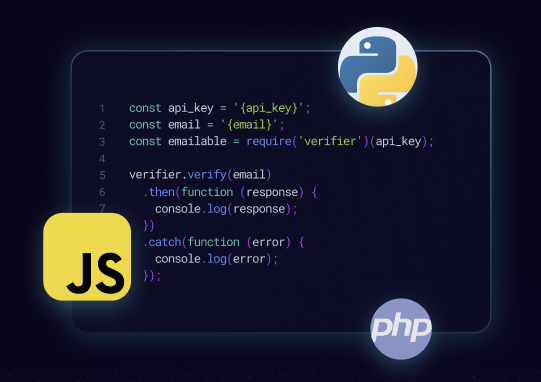 1 const api_key = '{api_key}';
2 const email = '{email}';
3 const emailable = require('verifier')(api_key);
4
5 verifier.verify(email)
6 .then(function (response) {
7 console.log(response);
})
.catch(function (error) {
console.log(error);
});
JS
php